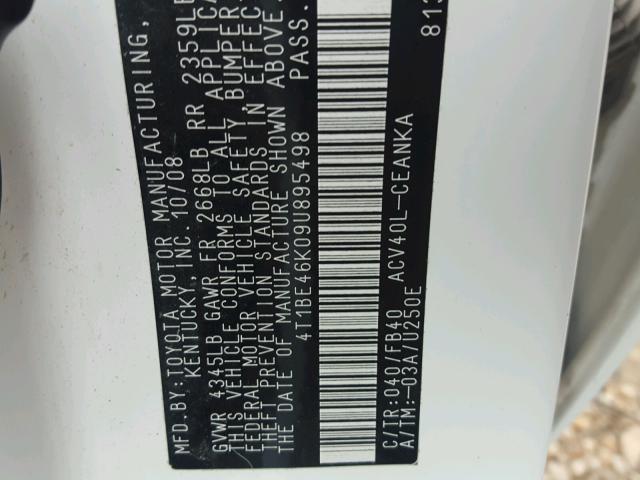 MFD.BY:TOYOTA MOTOR MANUFACTURING,
KENTUCKY, INC. 10/08
GVWR 4345LB GAWR FR 2668LB RR 2359LB
THIS VEHICLE CONFORMS TO ALL APPLICA
FEDERAL MOTOR VEHICLE SAFETY, BUMPER,
THEFT PREVENTION STANDARDS IN EFFECT
THE DATE OF MANUFACTURE SHOWN ABOVE.
PASS.
4T1BE46K09U895498
C/TR:040/FB40 ACV40L-CEANKA
A/TM:-03A/U250E
813